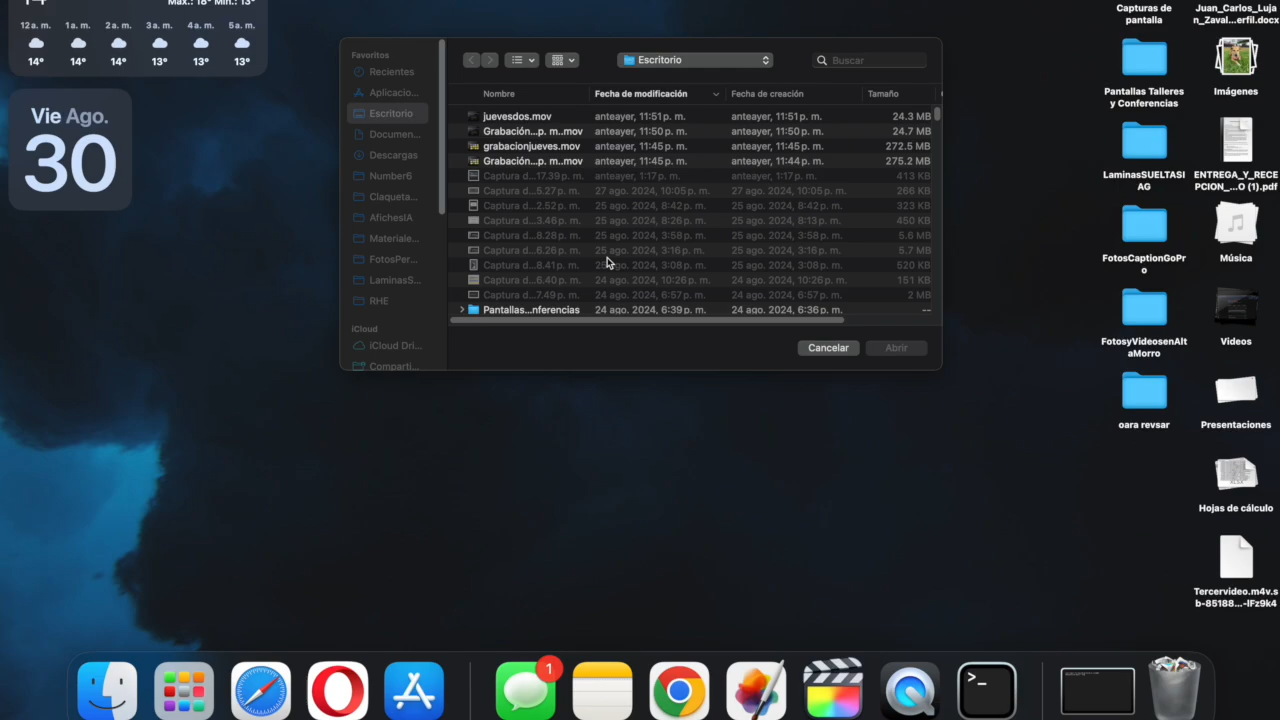 Máx.: 18° Mín.: 13°
12 a. m. 1 a. m. 2 a. m. 3 a. m. 4 a. m. 5 a. m.
14° 14° 14° 13° 13° 13°
Vie Ago.
30
Favoritos
Recientes
Aplicacio...
Escritorio
Documen...
Descargas
Number6
Claqueta...
AfichesIA
Materiale...
FotosPer...
LaminasS...
RHE
iCloud
iCloud Dri...
Comparti...
Escritorio
Buscar
Nombre Fecha de modificación Fecha de creación Tamaño
juevesdos.mov anteayer, 11:51 p. m. anteayer, 11:51 p. m. 24.3 MB
Grabación...p. m..mov anteayer, 11:50 p. m. anteayer, 11:50 p. m. 24.7 MB
grabacionjueves.mov anteayer, 11:45 p. m. anteayer, 11:45 p. m. 272.5 MB
Grabación...p. m..mov anteayer, 11:45 p. m. anteayer, 11:44 p. m. 275.2 MB
Captura d...17.39 p. m. anteayer, 1:17 p. m. anteayer, 1:17 p. m. 413 KB
Captura d...5.27 p. m. 27 ago. 2024, 10:05 p. m. 27 ago. 2024, 10:05 p. m. 266 KB
Captura d...2.52 p. m. 25 ago. 2024, 8:42 p. m. 25 ago. 2024, 8:42 p. m. 323 KB
Captura d...3.46 p. m. 25 ago. 2024, 8:26 p. m. 25 ago. 2024, 8:13 p. m. 450 KB
Captura d...8.28 p. m. 25 ago. 2024, 3:58 p. m. 25 ago. 2024, 3:58 p. m. 5.6 MB
Captura d...6.26 p. m. 25 ago. 2024, 3:16 p. m. 25 ago. 2024, 3:16 p. m. 5.7 MB
Captura d...8.41 p. m. 25 ago. 2024, 3:08 p. m. 25 ago. 2024, 3:08 p. m. 520 KB
Captura d...6.40 p. m. 24 ago. 2024, 10:26 p. m. 24 ago. 2024, 10:26 p. m. 151 KB
Captura d...7.49 p. m. 24 ago. 2024, 6:57 p. m. 24 ago. 2024, 6:57 p. m. 2 MB
Pantallas...nferencias 24 ago. 2024, 6:39 p. m. 24 ago. 2024, 6:36 p. m. --
Cancelar Abrir
Capturas de
pantalla
Juan_Carlos_Luja
n_Zaval...erfil.docx
Pantallas Talleres
y Conferencias
Imágenes
LaminasSUELTASI
AG
ENTREGA_Y_RECE
PCION_...O (1).pdf
FotosCaptionGoPr
o
Música
FotosyVideosenAlt
aMorro
Videos
oara revsar
Presentaciones
Hojas de cálculo
Tercervideo.m4v.s
b-85188...-lFz9k4
1
>_